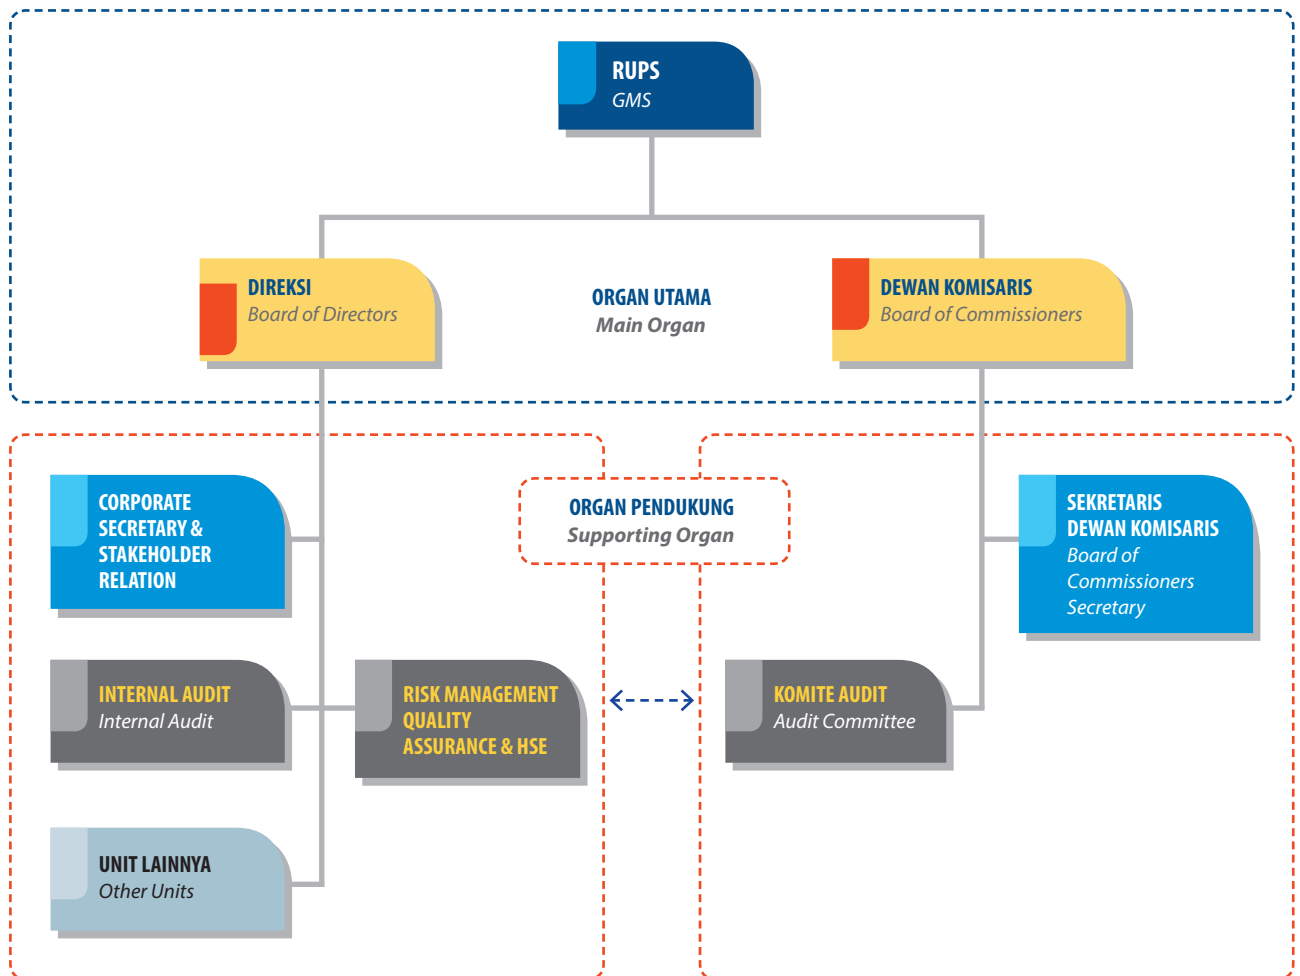 RUPS
GMS
DIREKSI
Board of Directors
ORGAN UTAMA
Main Organ
DEWAN KOMISARIS
Board of Commissioners
CORPORATE
SECRETARY &
STAKEHOLDER
RELATION
ORGAN PENDUKUNG
Supporting Organ
SEKRETARIS
DEWAN KOMISARIS
Board of
Commissioners
Secretary
INTERNAL AUDIT
Internal Audit
RISK MANAGEMENT
QUALITY
ASSURANCE & HSE
KOMITE AUDIT
Audit Committee
UNIT LAINNYA
Other Units